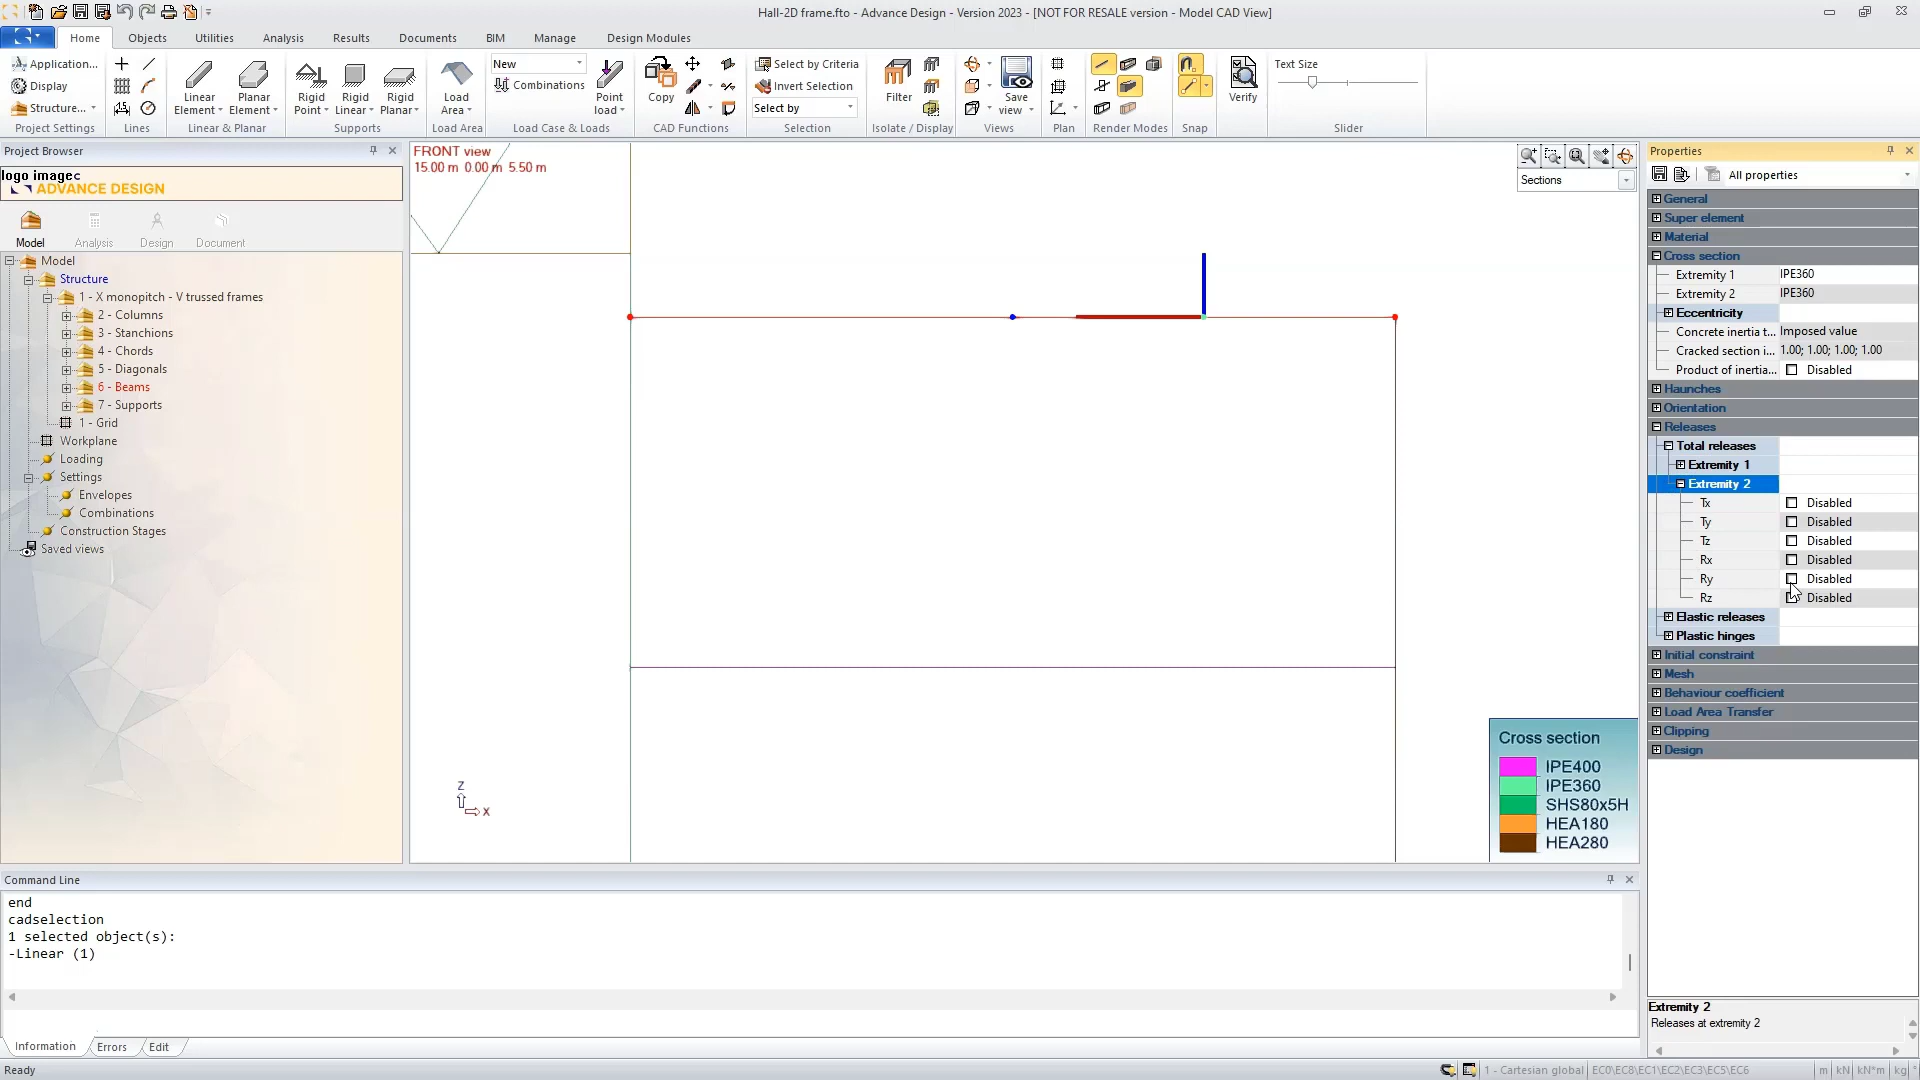 Hall-2D frame.fto - Advance Design - Version 2023 - [NOT FOR RESALE version - Model CAD View]
Home Objects Utilities Analysis Results Documents BIM Manage Design Modules
Application...
Display
Structure...
Project Settings
Lines
Linear Element
Planar Element
Linear & Planar
Rigid Point
Rigid Linear
Rigid Planar
Supports
Load Area
Load Area
New
Combinations
Point load
Load Case & Loads
Copy
CAD Functions
Select by Criteria
Invert Selection
Select by
Selection
Filter
Isolate / Display
Save view
Views
Plan
Render Modes
Snap
Verify
Text Size
Slider
Project Browser
logo imagec
ADVANCE DESIGN
Model Analysis Design Document
Model
Structure
1 - X monopitch - V trussed frames
2 - Columns
3 - Stanchions
4 - Chords
5 - Diagonals
6 - Beams
7 - Supports
1 - Grid
Workplane
Loading
Settings
Envelopes
Combinations
Construction Stages
Saved views
FRONT view
15.00 m 0.00 m 5.50 m
Sections
Z
X
Cross section
IPE400
IPE360
SHS80x5H
HEA180
HEA280
Properties
All properties
General
Super element
Material
Cross section
Extremity 1 IPE360
Extremity 2 IPE360
Eccentricity
Concrete inertia t... Imposed value
Cracked section i... 1.00; 1.00; 1.00; 1.00
Product of inertia... Disabled
Haunches
Orientation
Releases
Total releases
Extremity 1
Extremity 2
Tx Disabled
Ty Disabled
Tz Disabled
Rx Disabled
Ry Disabled
Rz Disabled
Elastic releases
Plastic hinges
Initial constraint
Mesh
Behaviour coefficient
Load Area Transfer
Clipping
Design
Extremity 2
Releases at extremity 2
Command Line
end
cadselection
1 selected object(s):
-Linear (1)
Information Errors Edit
Ready
1 - Cartesian global EC0\EC8\EC1\EC2\EC3\EC5\EC6 m kN kN*m kg °